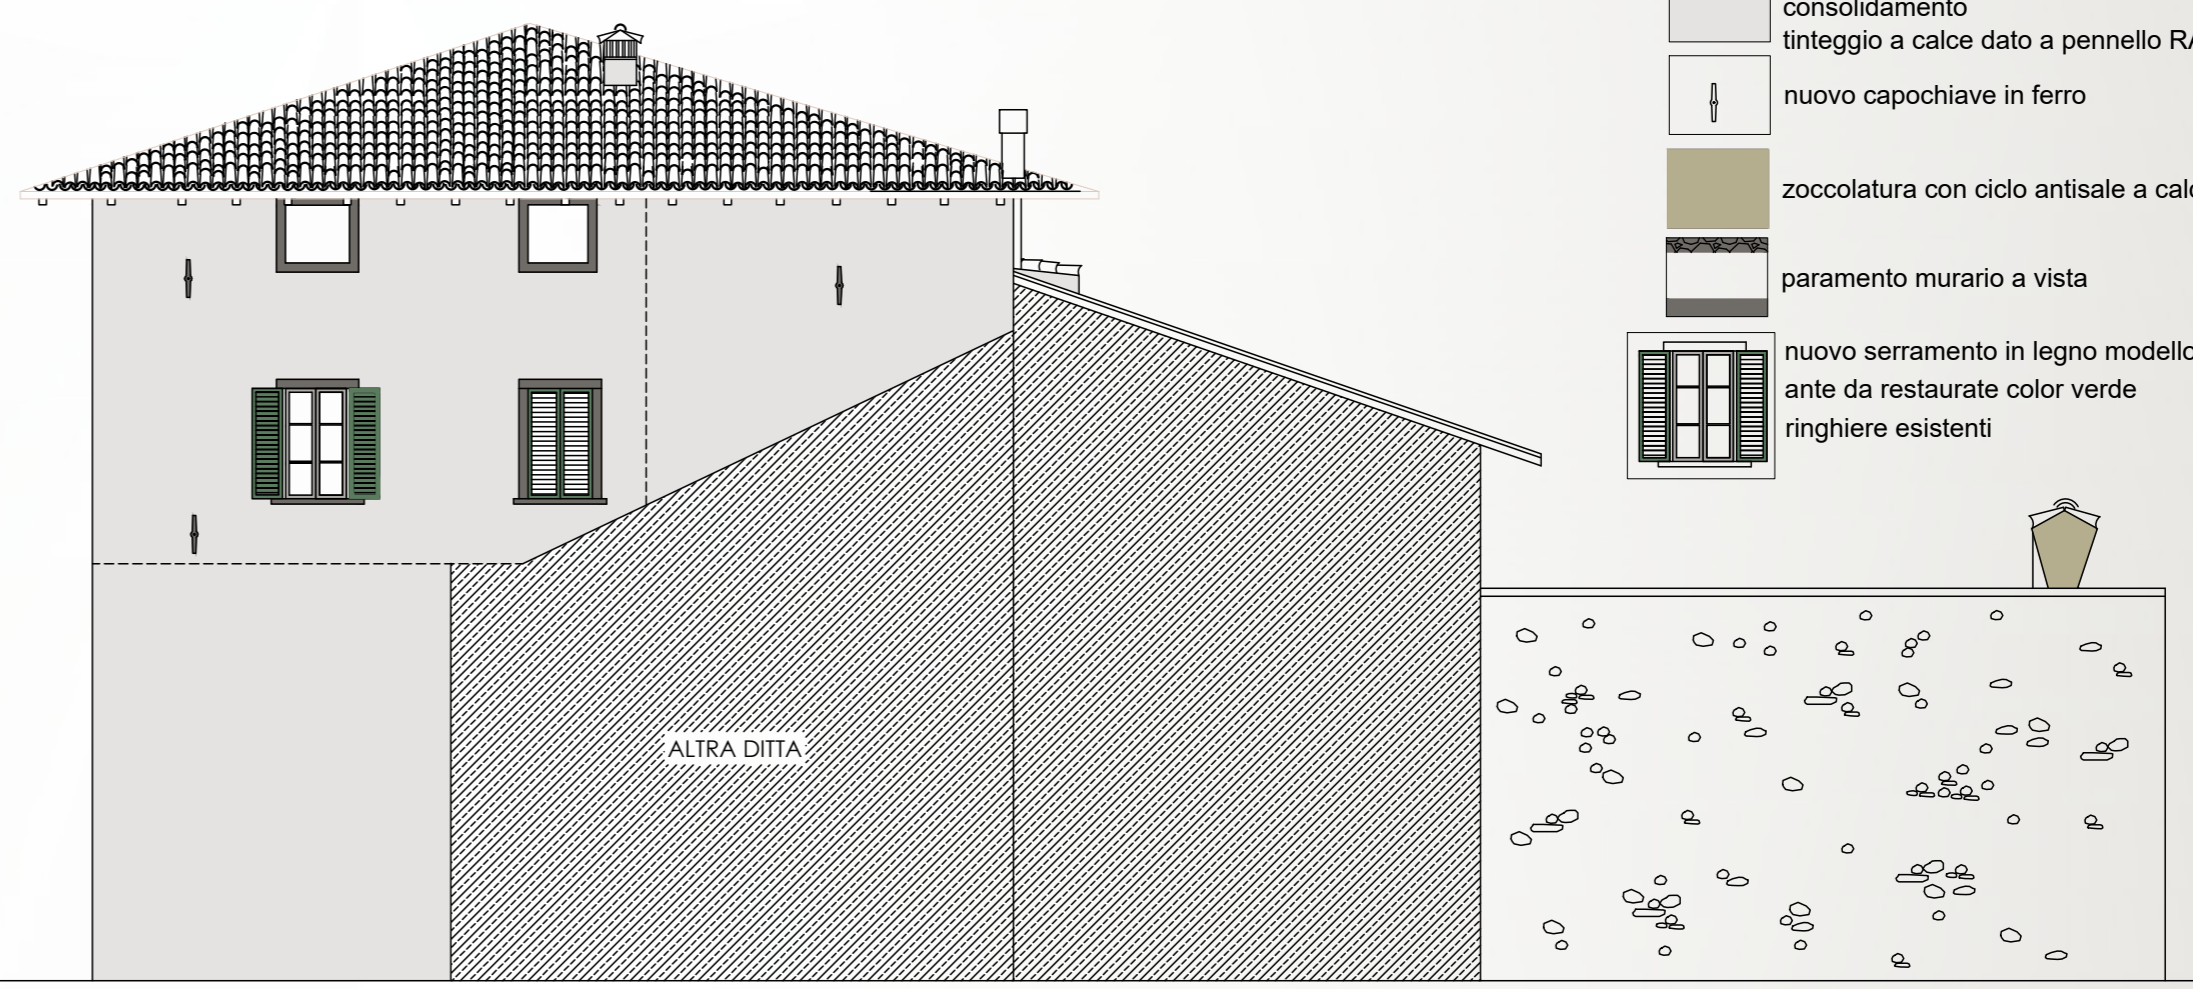 consolidamento
tinteggio a calce dato a pennello
nuovo capochiave in ferro
zoccolatura con ciclo antisale a
paramento murario a vista
nuovo serramento in legno modello
ante da restaurate color verde
ringhiere esistenti
ALTRA DITTA